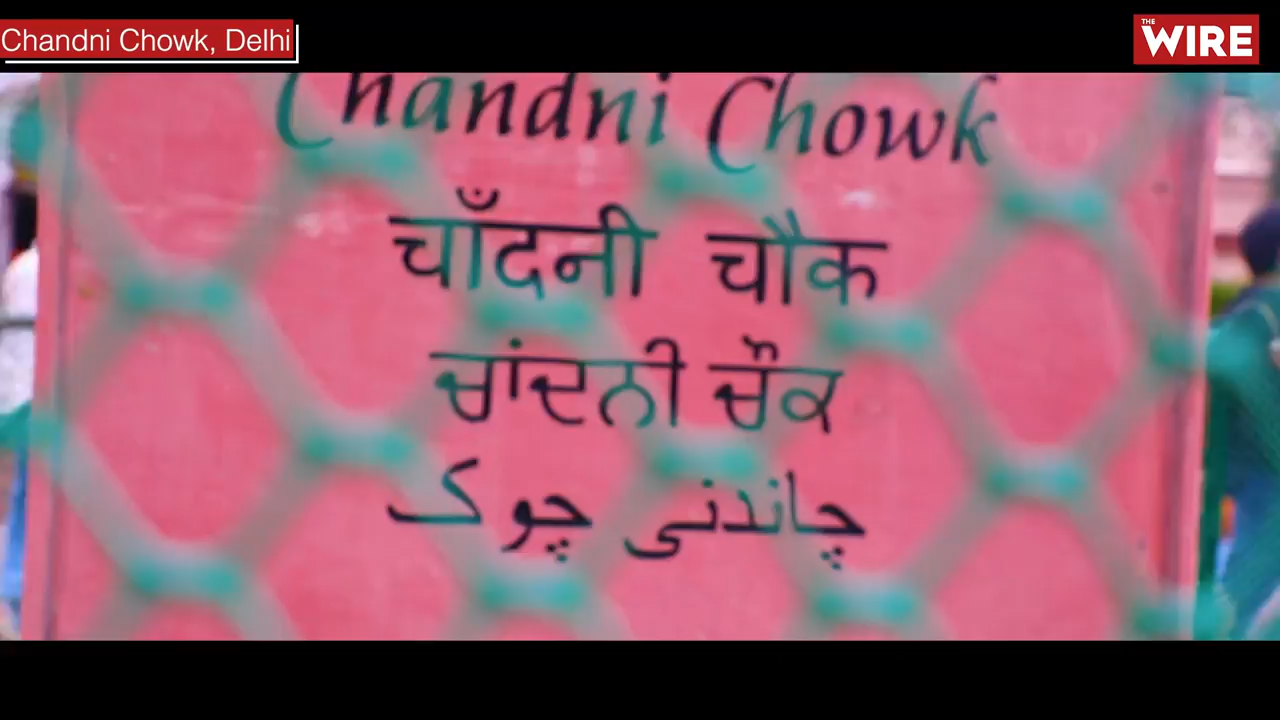 Chandni Chowk, Delhi
THE
WIRE
Chandni Chowk
चाँदनी चौक
ਚਾਂਦਨੀ ਚੌਕ
چاندنی چوک